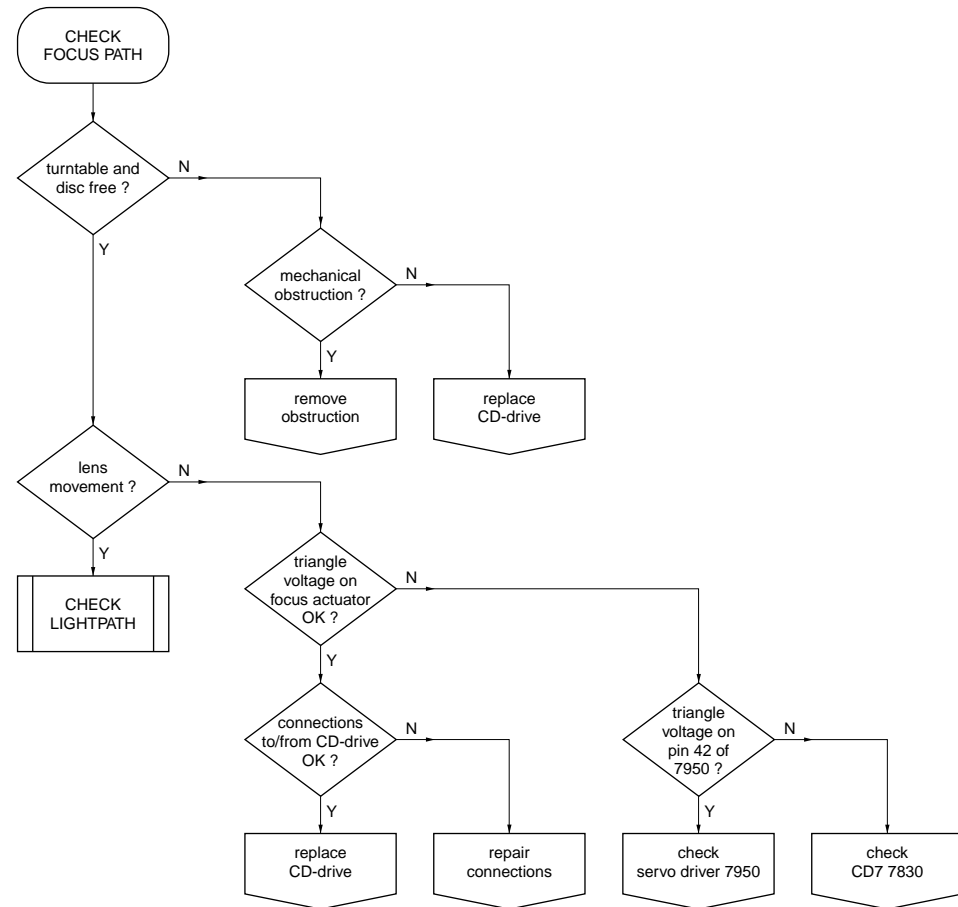 CHECK
FOCUS PATH
turntable and
disc free ?
N
Y
mechanical
obstruction ?
N
Y
remove
obstruction
replace
CD-drive
lens
movement ?
N
Y
CHECK
LIGHTPATH
triangle
voltage on
focus actuator
OK ?
N
Y
connections
to/from CD-drive
OK ?
N
Y
triangle
voltage on
pin 42 of
7950 ?
N
Y
replace
CD-drive
repair
connections
check
servo driver 7950
check
CD7 7830